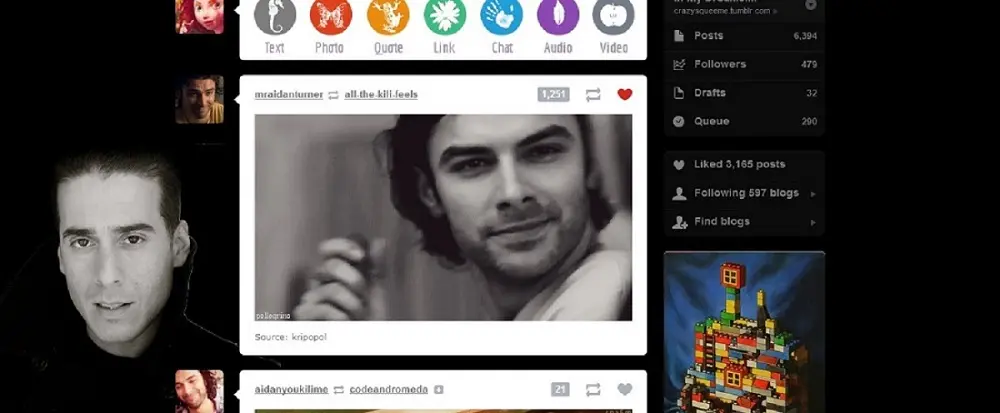 Text Photo Quote Link Chat Audio Video
crazysqueeme.tumblr.com »
Posts 6,394
Followers 479
Drafts 32
Queue 290
mraidanturner all-the-kili-feels 1,251
Liked 3,165 posts
Following 597 blogs
Find blogs
pellegrino
Source: kripopol
aidanyoukilime codeandromeda 21